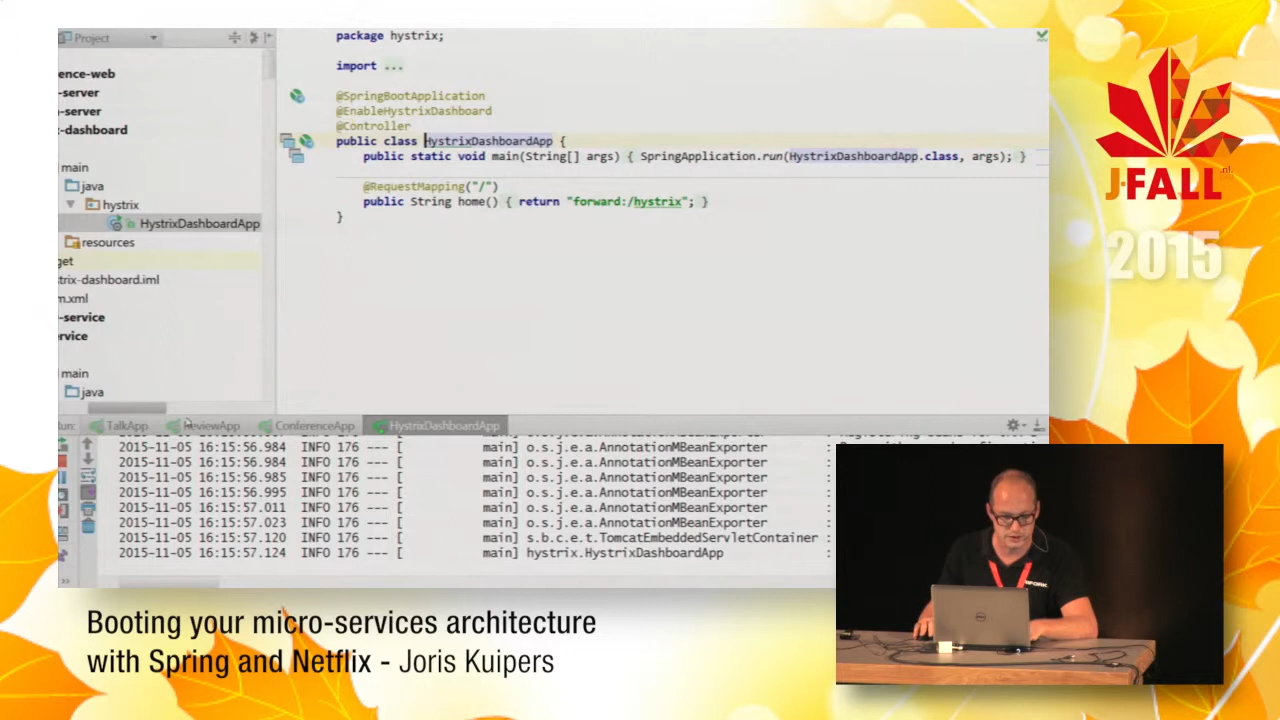 Project
ence-web
-server
-server
-dashboard
main
java
hystrix
HystrixDashboardApp
resources
get
trix-dashboard.iml
m.xml
-service
rvice
main
java
package hystrix;
import ...
@SpringBootApplication
@EnableHystrixDashboard
@Controller
public class HystrixDashboardApp {
public static void main(String[] args) { SpringApplication.run(HystrixDashboardApp.class, args); }
@RequestMapping("/")
public String home() { return "forward:/hystrix"; }
}
un: TalkApp ReviewApp ConferenceApp HystrixDashboardApp
2015-11-05 16:15:56.984 INFO 176 --- [ main] o.s.j.e.a.AnnotationMBeanExporter :
2015-11-05 16:15:56.984 INFO 176 --- [ main] o.s.j.e.a.AnnotationMBeanExporter :
2015-11-05 16:15:56.985 INFO 176 --- [ main] o.s.j.e.a.AnnotationMBeanExporter :
2015-11-05 16:15:56.995 INFO 176 --- [ main] o.s.j.e.a.AnnotationMBeanExporter :
2015-11-05 16:15:57.011 INFO 176 --- [ main] o.s.j.e.a.AnnotationMBeanExporter :
2015-11-05 16:15:57.023 INFO 176 --- [ main] o.s.j.e.a.AnnotationMBeanExporter :
2015-11-05 16:15:57.120 INFO 176 --- [ main] s.b.c.e.t.TomcatEmbeddedServletContainer :
2015-11-05 16:15:57.124 INFO 176 --- [ main] hystrix.HystrixDashboardApp :
J-FALL.nl
2015
Booting your micro-services architecture
with Spring and Netflix - Joris Kuipers
DELL